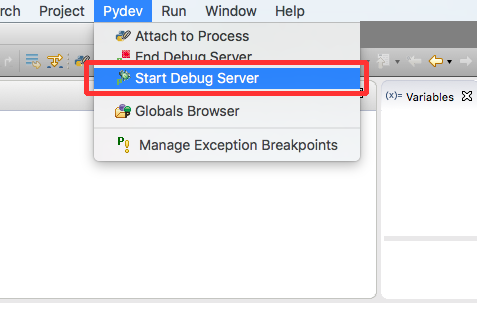 rch Project Pydev Run Window Help
Attach to Process
End Debug Server
Start Debug Server
Globals Browser
P! Manage Exception Breakpoints
(x)= Variables